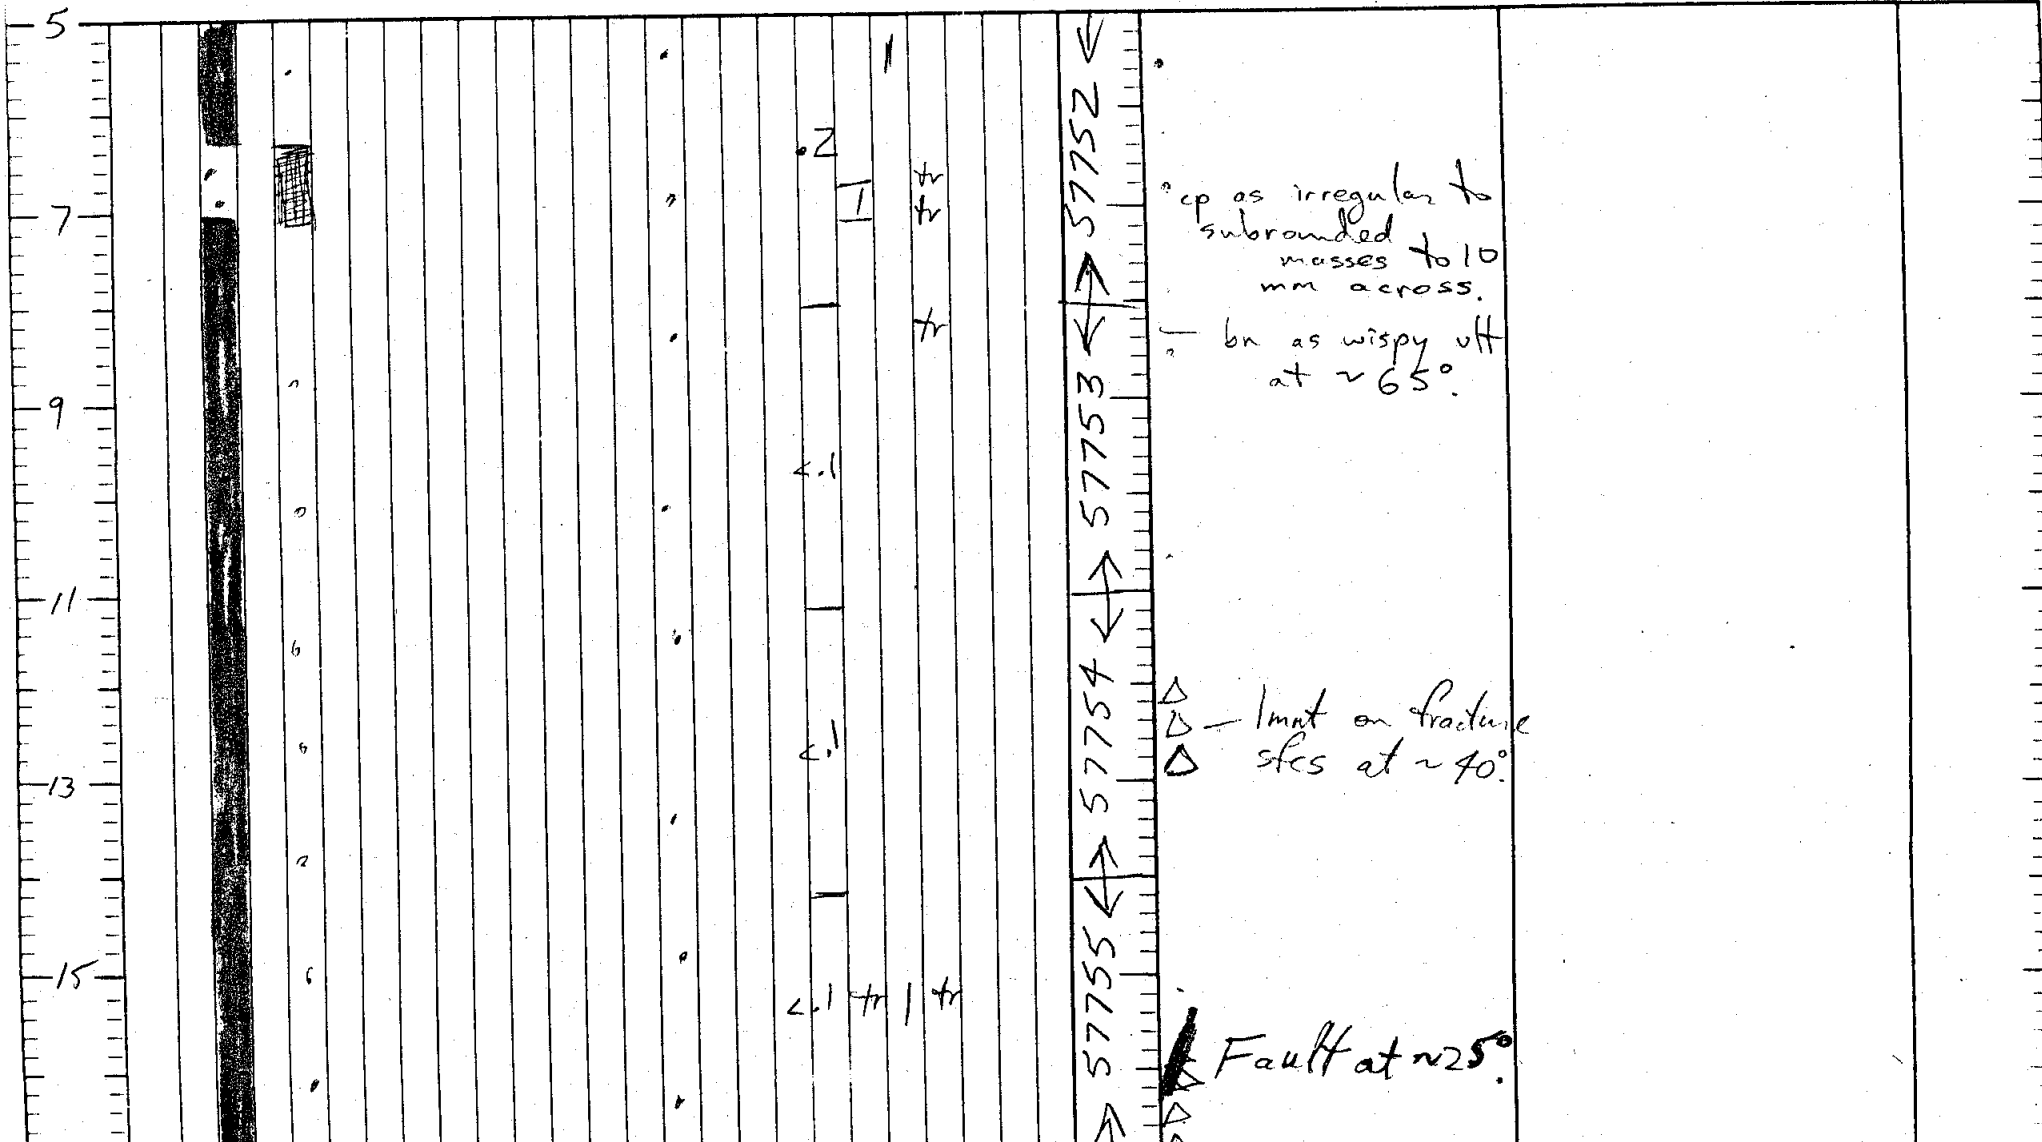 5
.2
tr
1
tr
57752
7
cp as irregular to
subrounded
masses to 10
mm across.
tr
bn as wispy
at ~65°.
9
57753
<.1
11
57754
lmnt on fracture
sfcs at ~40°.
<.1
13
57755
15
<.1 tr 1 tr
Fault at ~25°.